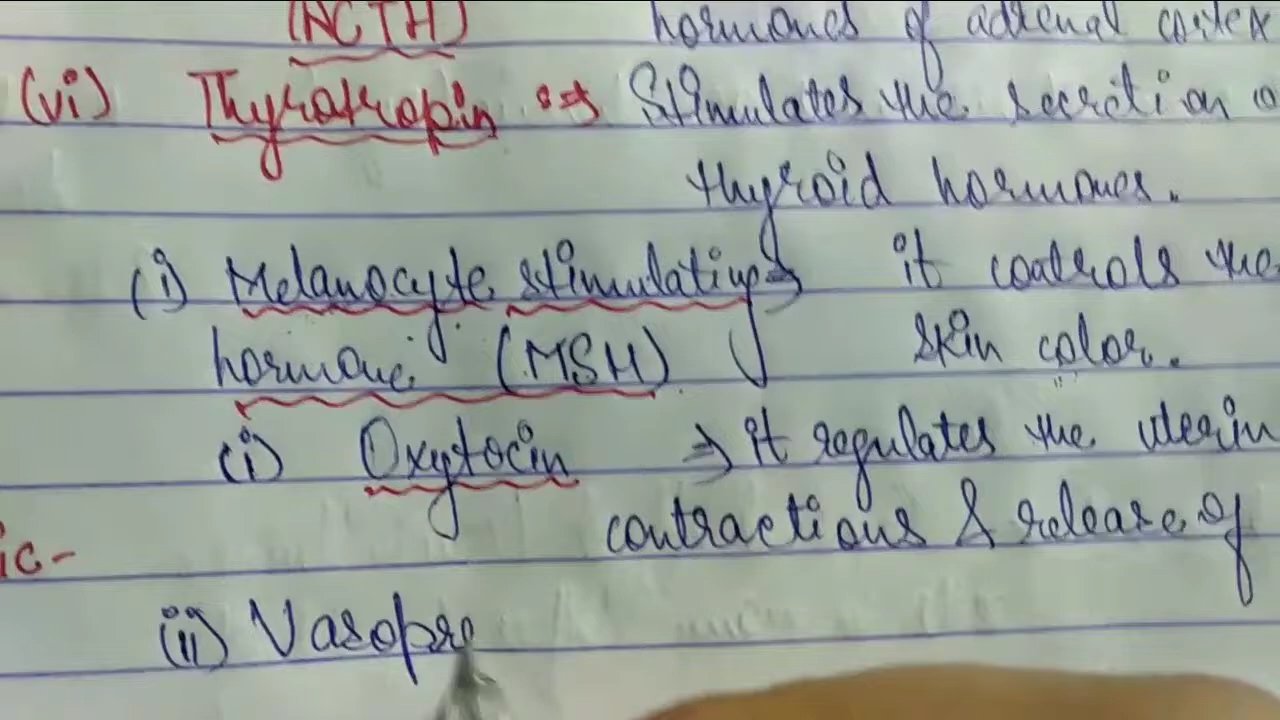 (ACTH) hormones of adrenal cortex
(vi) Thyrotropin => Stimulates the secretion o
thyroid hormones.
(i) Melanocyte stimulating it controls the
hormone (MSH) skin color.
(i) Oxytocin => it regulates the uterin
contractions & release of
ic-
(ii) Vasopre